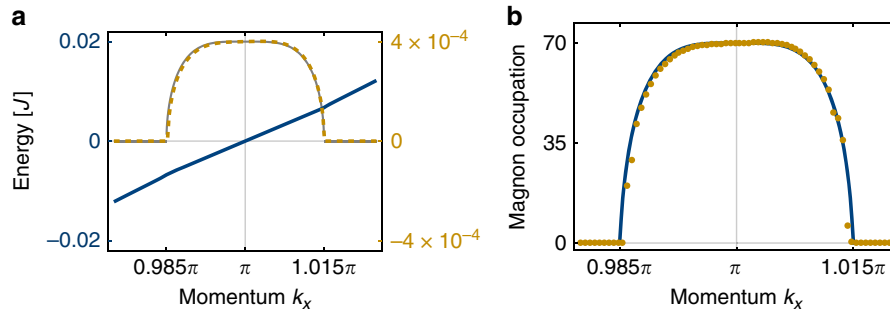 a
b
0.02
0
−0.02
Energy [J]
4 × 10⁻⁴
0
−4 × 10⁻⁴
0.985π
π
1.015π
Momentum kₓ
70
35
0
Magnon occupation
0.985π
π
1.015π
Momentum kₓ